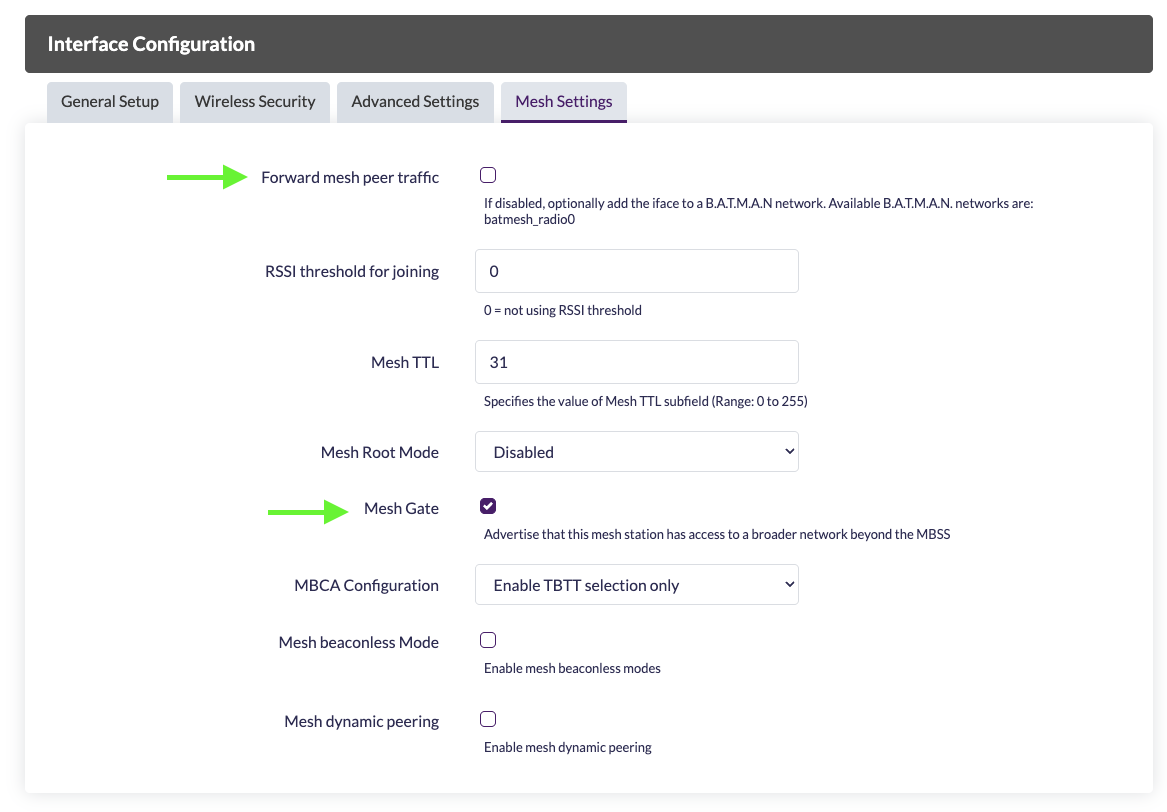 Interface Configuration
General Setup
Wireless Security
Advanced Settings
Mesh Settings
Forward mesh peer traffic
If disabled, optionally add the iface to a B.A.T.M.A.N network. Available B.A.T.M.A.N. networks are:
batmesh_radio0
RSSI threshold for joining
0
0 = not using RSSI threshold
Mesh TTL
31
Specifies the value of Mesh TTL subfield (Range: 0 to 255)
Mesh Root Mode
Disabled
Mesh Gate
Advertise that this mesh station has access to a broader network beyond the MBSS
MBCA Configuration
Enable TBTT selection only
Mesh beaconless Mode
Enable mesh beaconless modes
Mesh dynamic peering
Enable mesh dynamic peering